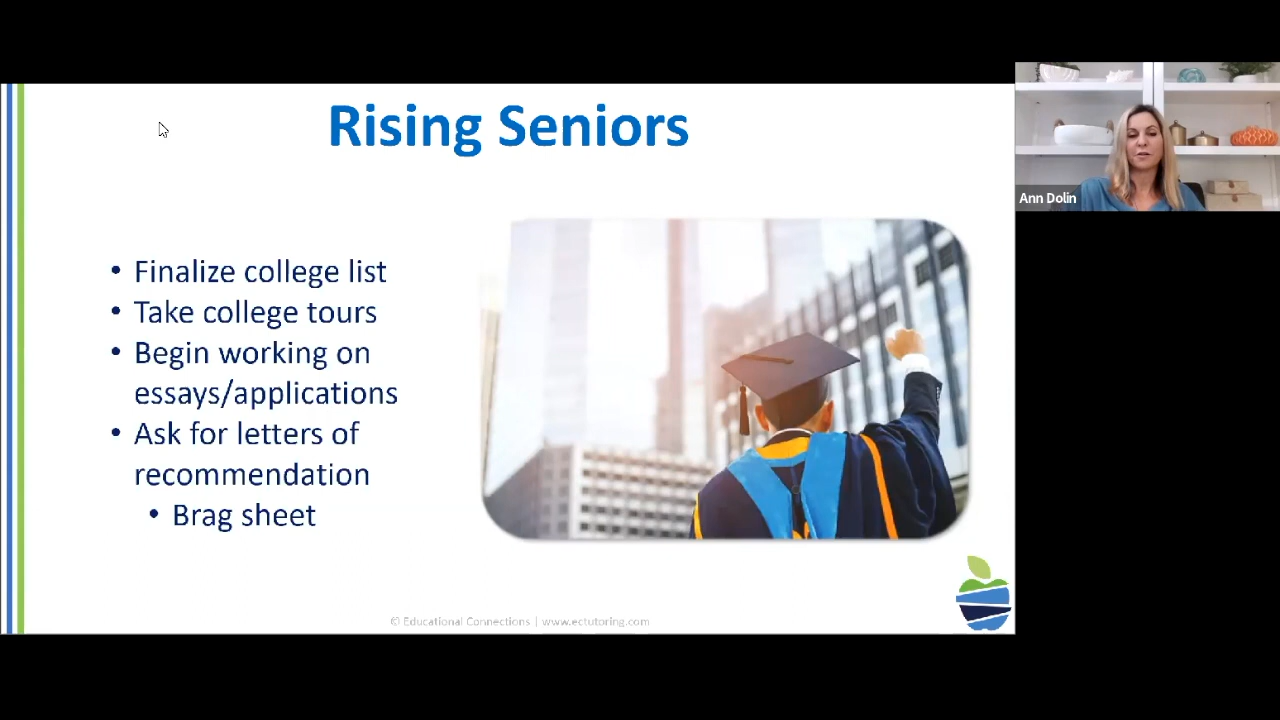 Rising Seniors
• Finalize college list
• Take college tours
• Begin working on
essays/applications
• Ask for letters of
recommendation
• Brag sheet
© Educational Connections | www.ectutoring.com
Ann Dolin